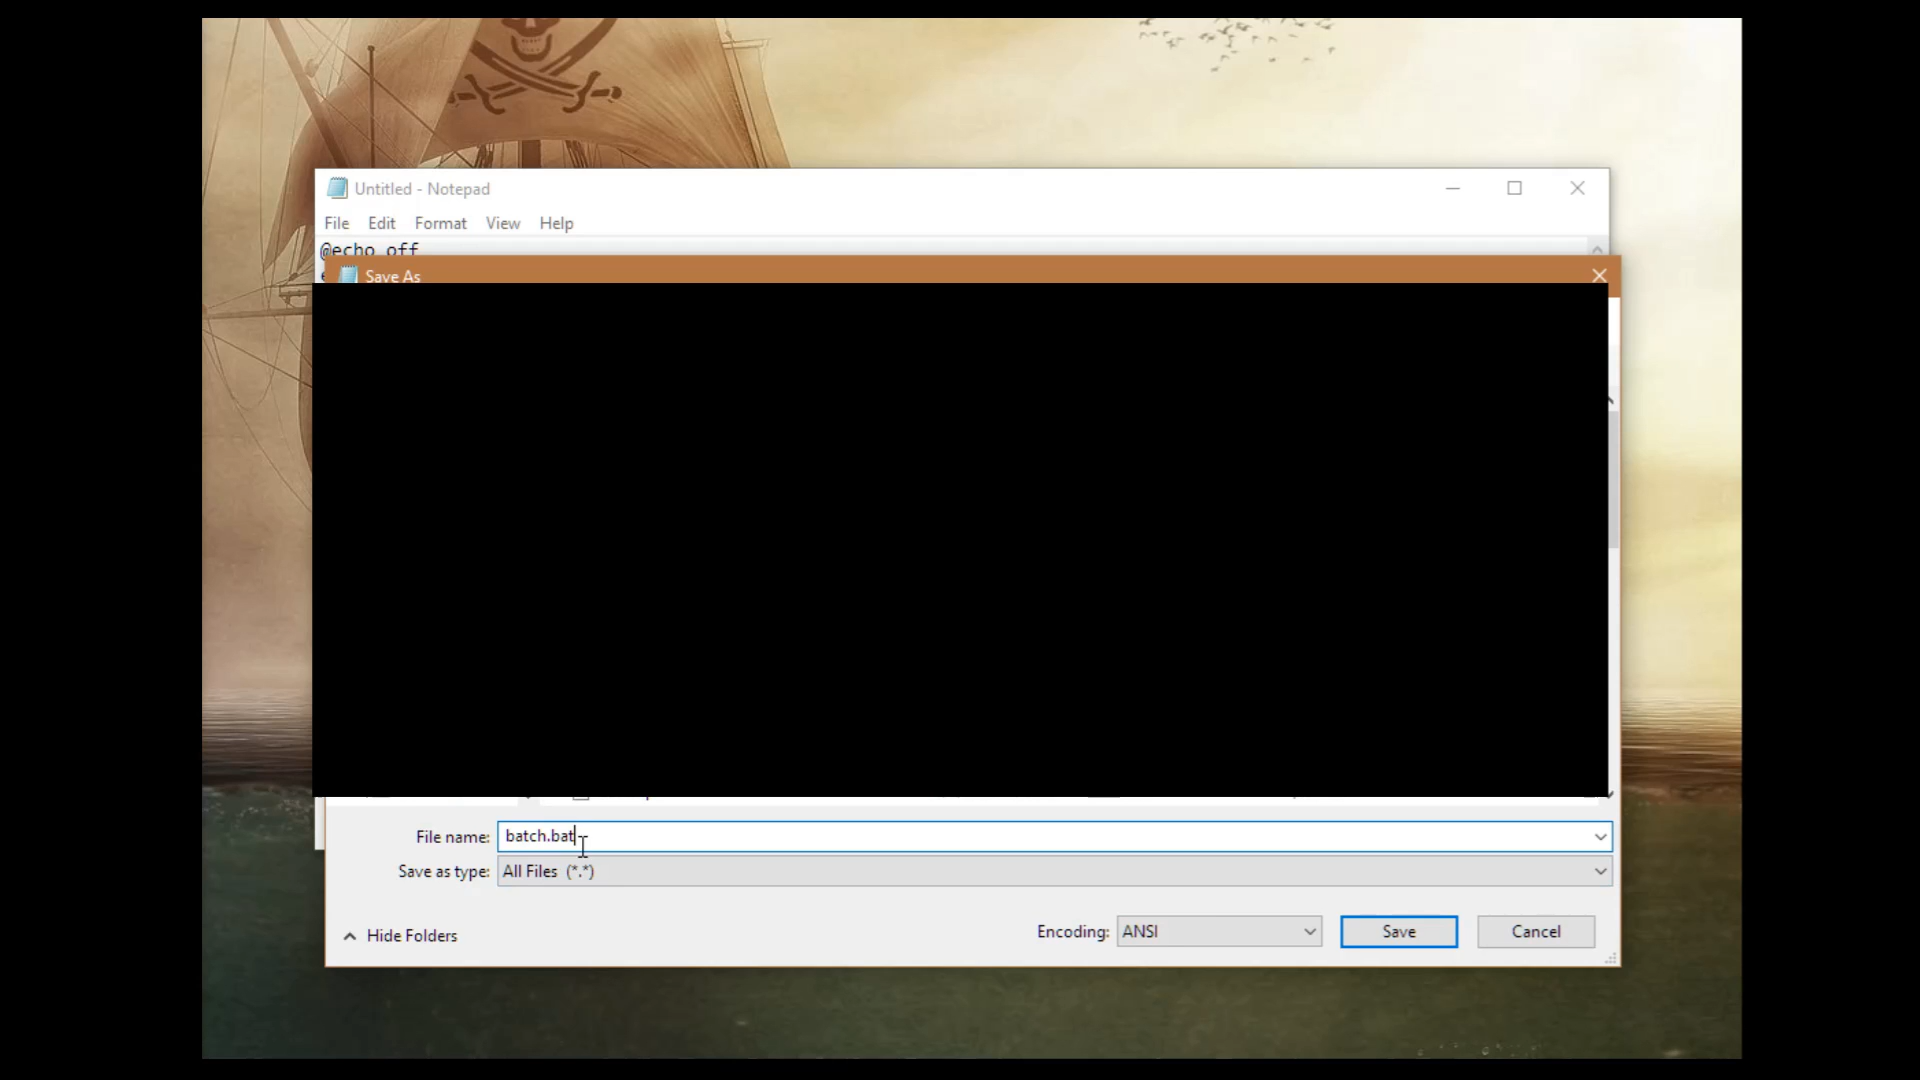 Untitled - Notepad
File Edit Format View Help
@echo off
Save As
File name: batch.bat
Save as type: All Files (*.*)
Hide Folders
Encoding: ANSI Save Cancel